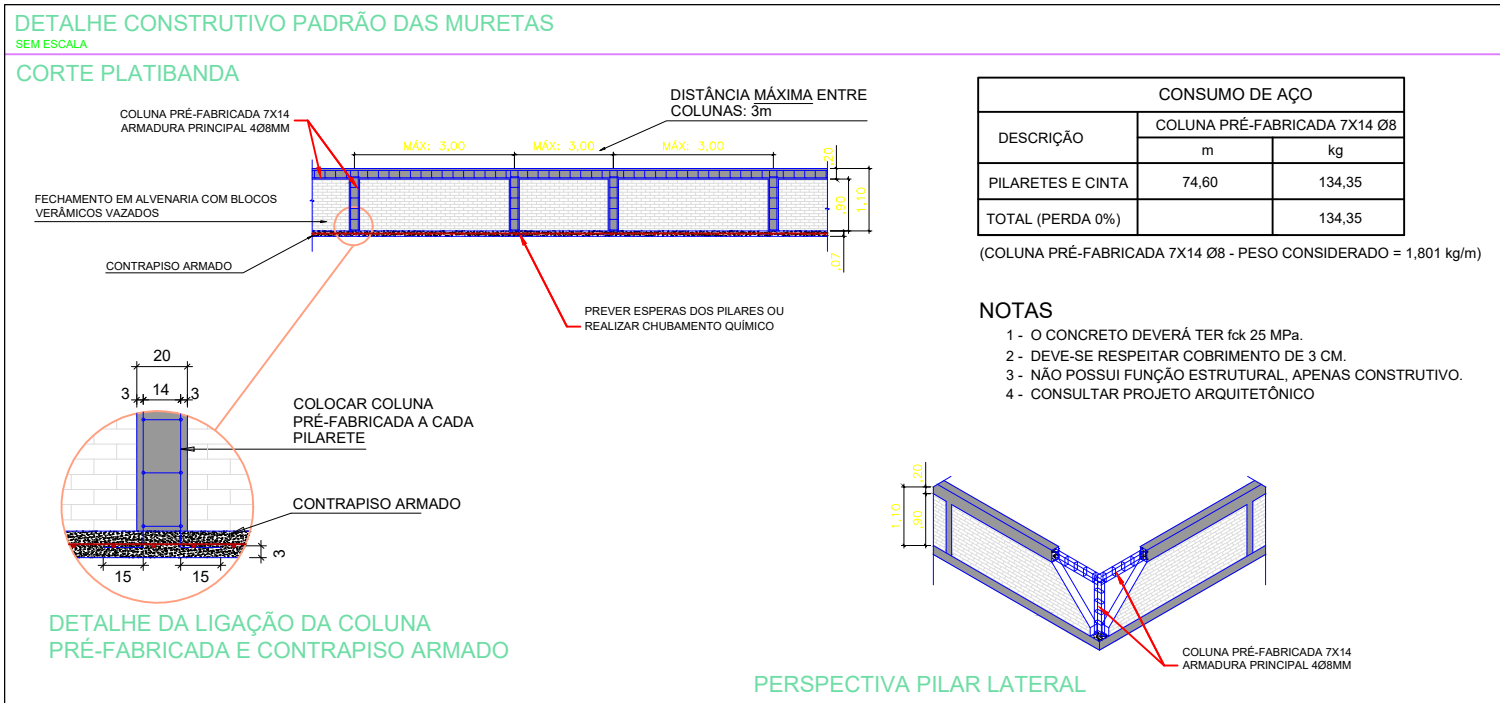 DETALHE CONSTRUTIVO PADRÃO DAS MURETAS
SEM ESCALA
CORTE PLATIBANDA
COLUNA PRÉ-FABRICADA 7X14
ARMADURA PRINCIPAL 4Ø8MM
DISTÂNCIA MÁXIMA ENTRE
COLUNAS: 3m
MÁX: 3,00
MÁX: 3,00
MÁX: 3,00
,20
,90
1,10
,07
FECHAMENTO EM ALVENARIA COM BLOCOS
VERÂMICOS VAZADOS
CONTRAPISO ARMADO
PREVER ESPERAS DOS PILARES OU
REALIZAR CHUBAMENTO QUÍMICO
CONSUMO DE AÇO
DESCRIÇÃO
COLUNA PRÉ-FABRICADA 7X14 Ø8
m
kg
PILARETES E CINTA
74,60
134,35
TOTAL (PERDA 0%)
134,35
(COLUNA PRÉ-FABRICADA 7X14 Ø8 - PESO CONSIDERADO = 1,801 kg/m)
NOTAS
1 - O CONCRETO DEVERÁ TER fck 25 MPa.
2 - DEVE-SE RESPEITAR COBRIMENTO DE 3 CM.
3 - NÃO POSSUI FUNÇÃO ESTRUTURAL, APENAS CONSTRUTIVO.
4 - CONSULTAR PROJETO ARQUITETÔNICO
20
3
14
3
COLOCAR COLUNA
PRÉ-FABRICADA A CADA
PILARETE
CONTRAPISO ARMADO
3
15
15
DETALHE DA LIGAÇÃO DA COLUNA
PRÉ-FABRICADA E CONTRAPISO ARMADO
,20
1,10
,90
COLUNA PRÉ-FABRICADA 7X14
ARMADURA PRINCIPAL 4Ø8MM
PERSPECTIVA PILAR LATERAL